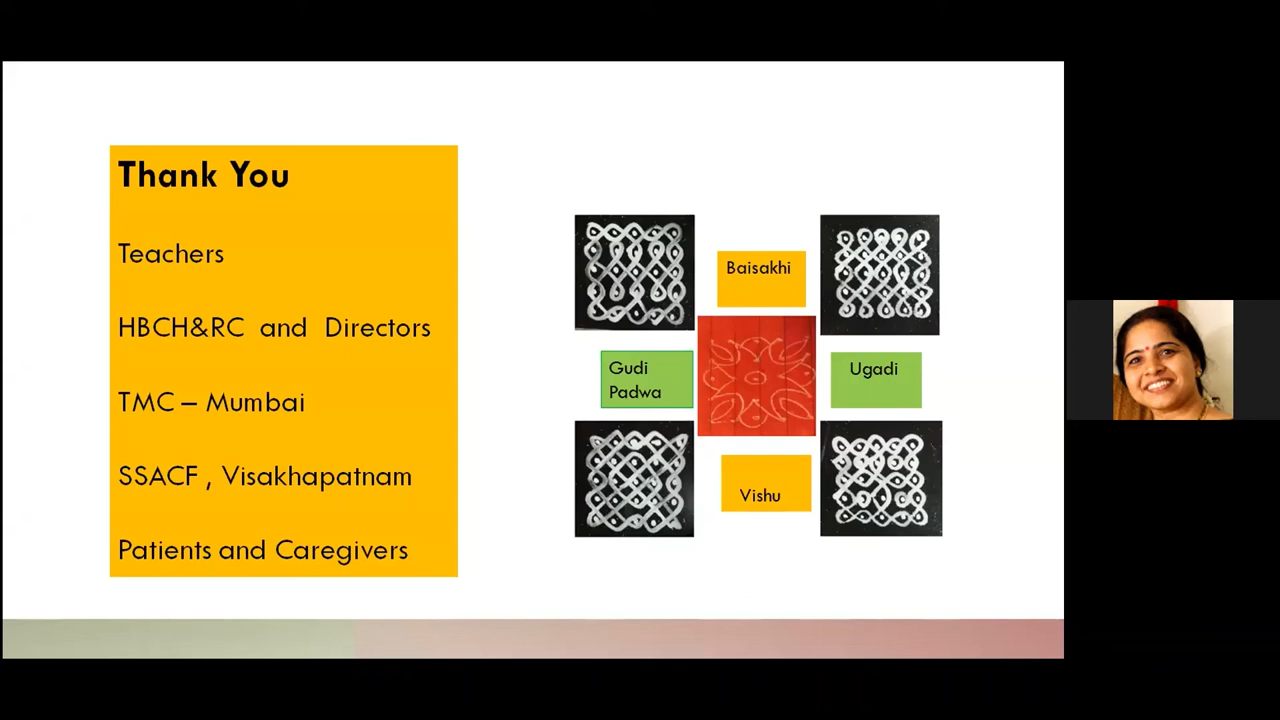 Thank You
Teachers
HBCH&RC and Directors
TMC – Mumbai
SSACF , Visakhapatnam
Patients and Caregivers
Baisakhi
Gudi
Padwa
Ugadi
Vishu